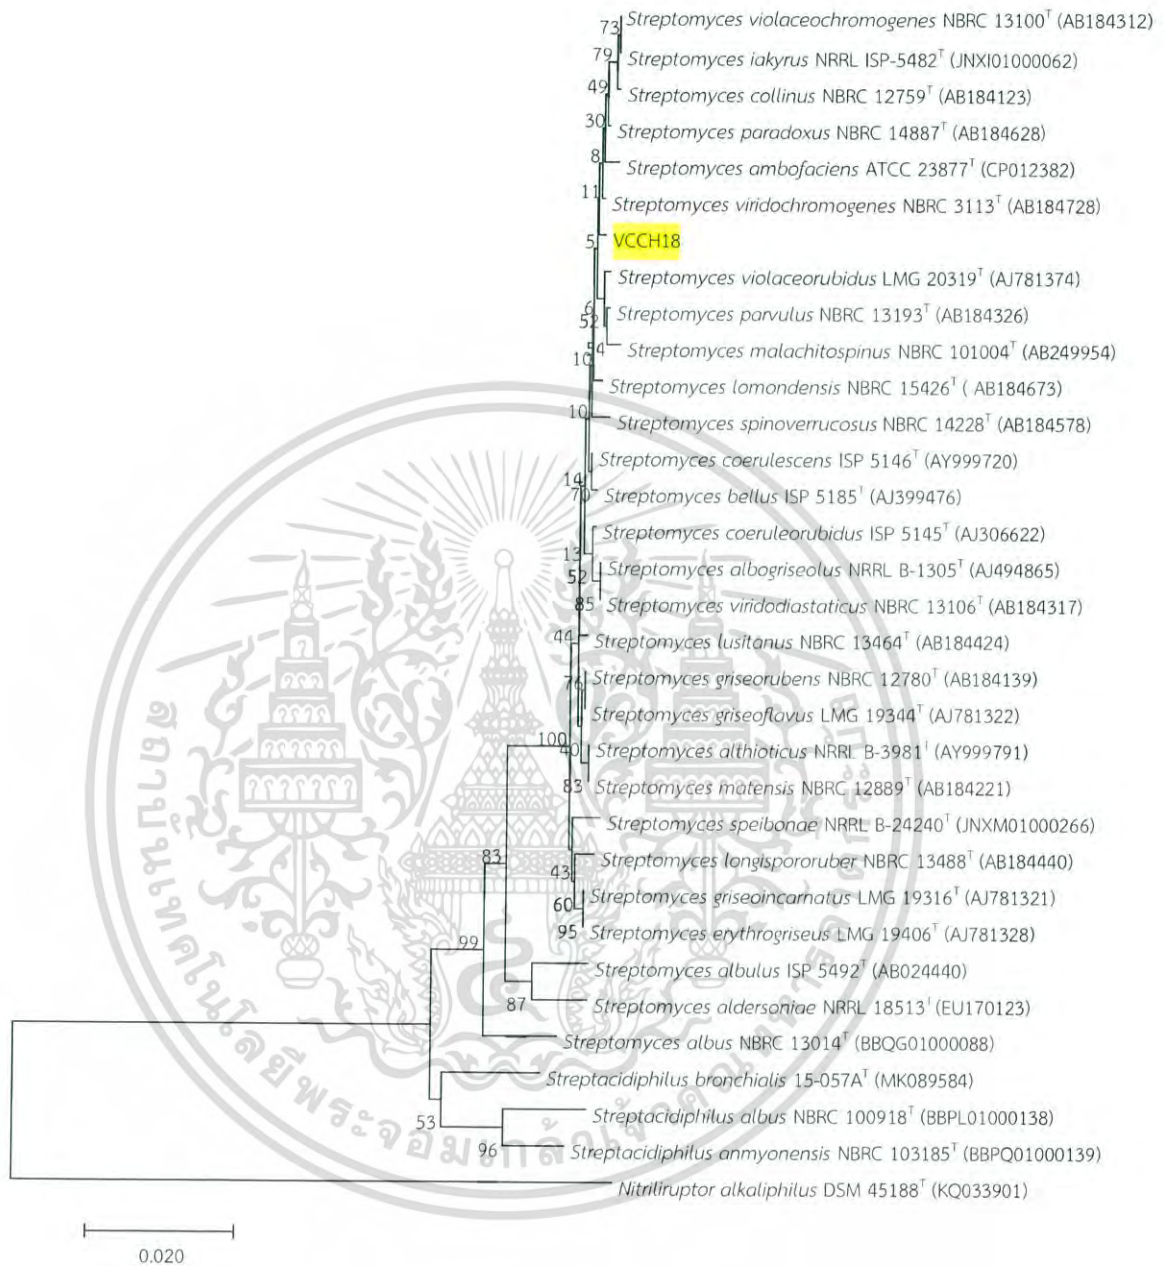 73 Streptomyces violaceochromogenes NBRC 13100ᵀ (AB184312)
79 Streptomyces iakyrus NRRL ISP-5482ᵀ (JNXI01000062)
49 Streptomyces collinus NBRC 12759ᵀ (AB184123)
30 Streptomyces paradoxus NBRC 14887ᵀ (AB184628)
8 Streptomyces ambofaciens ATCC 23877ᵀ (CP012382)
11 Streptomyces viridochromogenes NBRC 3113ᵀ (AB184728)
5 VCCH18
Streptomyces violaceorubidus LMG 20319ᵀ (AJ781374)
6
52 Streptomyces parvulus NBRC 13193ᵀ (AB184326)
54 Streptomyces malachitospinus NBRC 101004ᵀ (AB249954)
10
Streptomyces lomondensis NBRC 15426ᵀ ( AB184673)
10 Streptomyces spinoverrucosus NBRC 14228ᵀ (AB184578)
Streptomyces coerulescens ISP 5146ᵀ (AY999720)
14
70 Streptomyces bellus ISP 5185ᵀ (AJ399476)
Streptomyces coeruleorubidus ISP 5145ᵀ (AJ306622)
13
52 Streptomyces albogriseolus NRRL B-1305ᵀ (AJ494865)
85 Streptomyces viridodiastaticus NBRC 13106ᵀ (AB184317)
44 Streptomyces lusitanus NBRC 13464ᵀ (AB184424)
76 Streptomyces griseorubens NBRC 12780ᵀ (AB184139)
Streptomyces griseoflavus LMG 19344ᵀ (AJ781322)
100 40 Streptomyces althioticus NRRL B-3981ᵀ (AY999791)
83 Streptomyces matensis NBRC 12889ᵀ (AB184221)
Streptomyces speibonae NRRL B-24240ᵀ (JNXM01000266)
83 43 Streptomyces longispororuber NBRC 13488ᵀ (AB184440)
60 Streptomyces griseoincarnatus LMG 19316ᵀ (AJ781321)
95 Streptomyces erythrogriseus LMG 19406ᵀ (AJ781328)
99
Streptomyces albulus ISP 5492ᵀ (AB024440)
87 Streptomyces aldersoniae NRRL 18513ᵀ (EU170123)
Streptomyces albus NBRC 13014ᵀ (BBQG01000088)
Streptacidiphilus bronchialis 15-057Aᵀ (MK089584)
53 Streptacidiphilus albus NBRC 100918ᵀ (BBPL01000138)
96 Streptacidiphilus anmyonensis NBRC 103185ᵀ (BBPQ01000139)
Nitriliruptor alkaliphilus DSM 45188ᵀ (KQ033901)
0.020